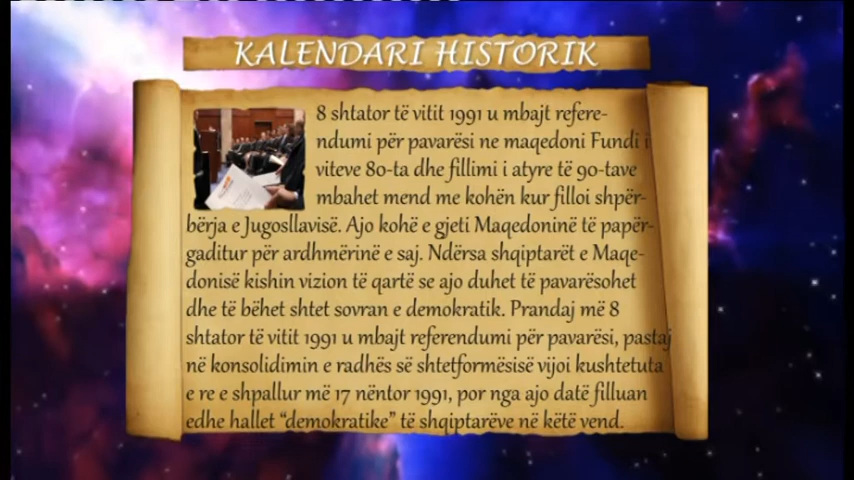 KALENDARI HISTORIK
8 shtator të vitit 1991 u mbajt refere-
ndumi për pavarësi ne maqedoni Fundi i
viteve 80-ta dhe fillimi i atyre të 90-tave
mbahet mend me kohën kur filloi shpër-
bërja e Jugosllavisë. Ajo kohë e gjeti Maqedoninë të papër-
gaditur për ardhmërinë e saj. Ndërsa shqiptarët e Maqe-
donisë kishin vizion të qartë se ajo duhet të pavarësohet
dhe të bëhet shtet sovran e demokratik. Prandaj më 8
shtator të vitit 1991 u mbajt referendumi për pavarësi, pastaj
në konsolidimin e radhës së shtetformësisë vijoi kushtetuta
e re e shpallur më 17 nëntor 1991, por nga ajo datë filluan
edhe hallet “demokratike” të shqiptarëve në këtë vend.